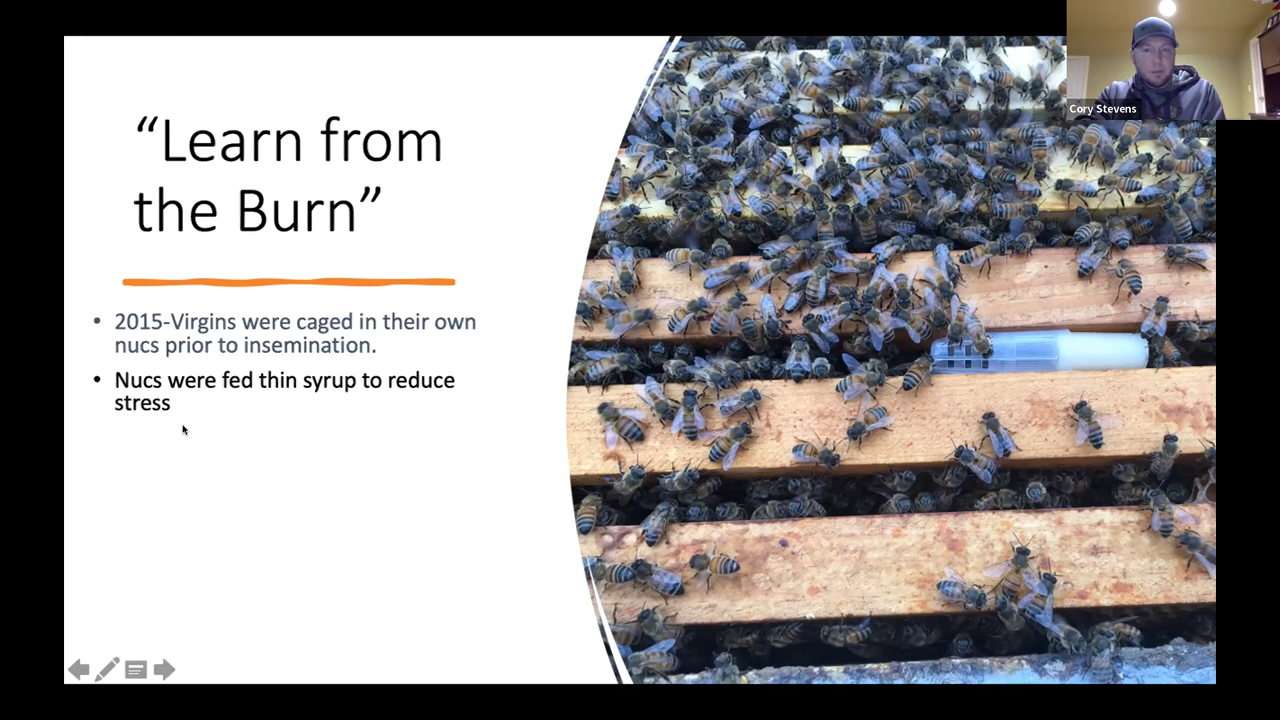 “Learn from
the Burn”
• 2015-Virgins were caged in their own
nucs prior to insemination.
• Nucs were fed thin syrup to reduce
stress
Cory Stevens